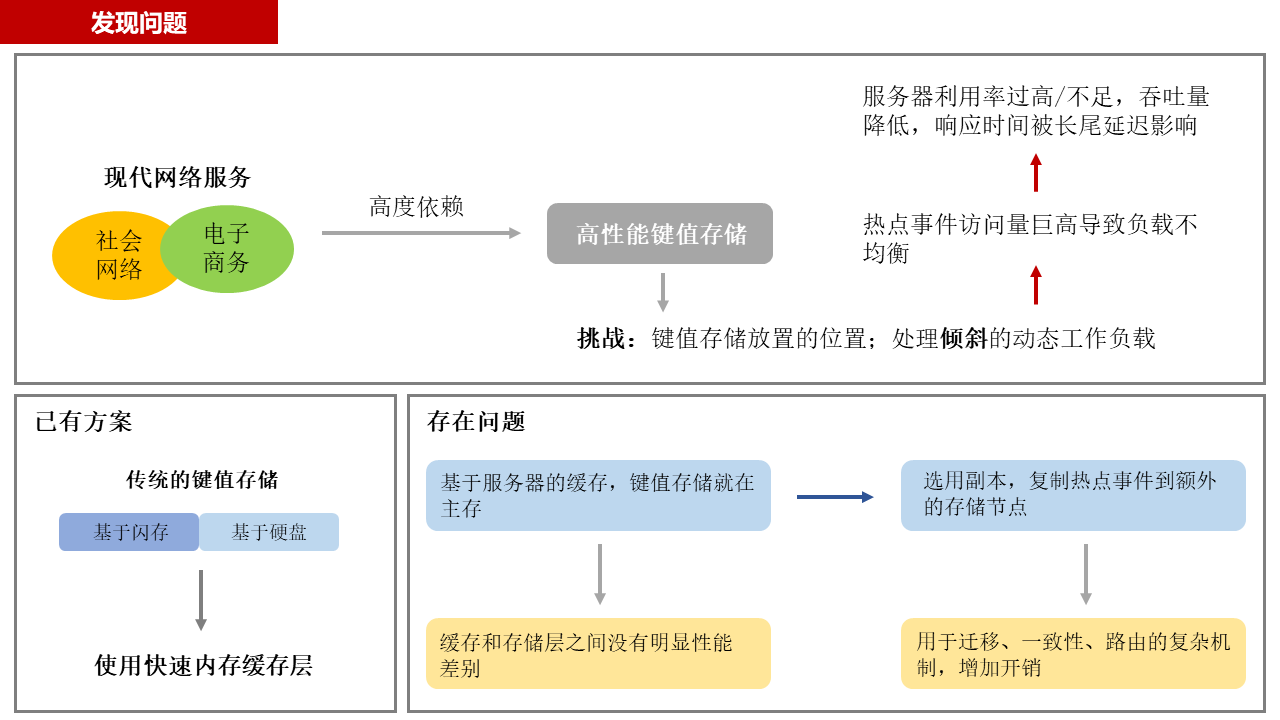 发现问题
服务器利用率过高/不足，吞吐量
降低，响应时间被长尾延迟影响
现代网络服务
社会
网络
电子
商务
高度依赖
高性能键值存储
热点事件访问量巨高导致负载不
均衡
挑战：键值存储放置的位置；处理倾斜的动态工作负载
已有方案
传统的键值存储
基于闪存
基于硬盘
使用快速内存缓存层
存在问题
基于服务器的缓存，键值存储就在
主存
选用副本，复制热点事件到额外
的存储节点
缓存和存储层之间没有明显性能
差别
用于迁移、一致性、路由的复杂机
制，增加开销